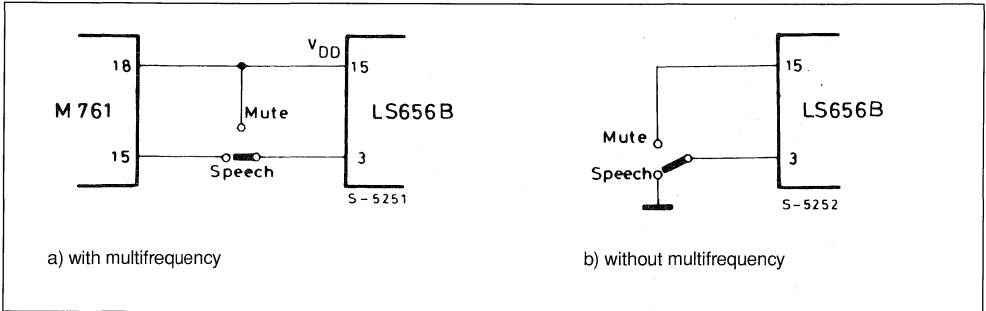 V DD
18
15
M 761
Mute
LS656B
15
3
Speech
S-5251
a) with multifrequency
15
LS656B
Mute
3
Speech
S-5252
b) without multifrequency